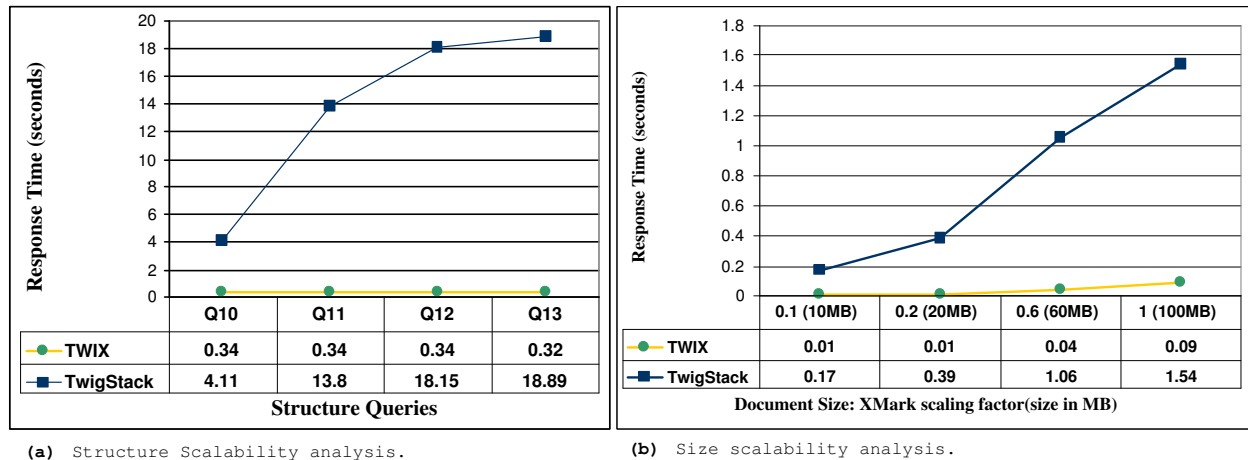 Response Time (seconds)
20
18
16
14
12
10
8
6
4
2
0
Q10 Q11 Q12 Q13
TWIX 0.34 0.34 0.34 0.32
TwigStack 4.11 13.8 18.15 18.89
Structure Queries
(a) Structure Scalability analysis.
Response Time (seconds)
1.8
1.6
1.4
1.2
1
0.8
0.6
0.4
0.2
0
0.1 (10MB) 0.2 (20MB) 0.6 (60MB) 1 (100MB)
TWIX 0.01 0.01 0.04 0.09
TwigStack 0.17 0.39 1.06 1.54
Document Size: XMark scaling factor(size in MB)
(b) Size scalability analysis.